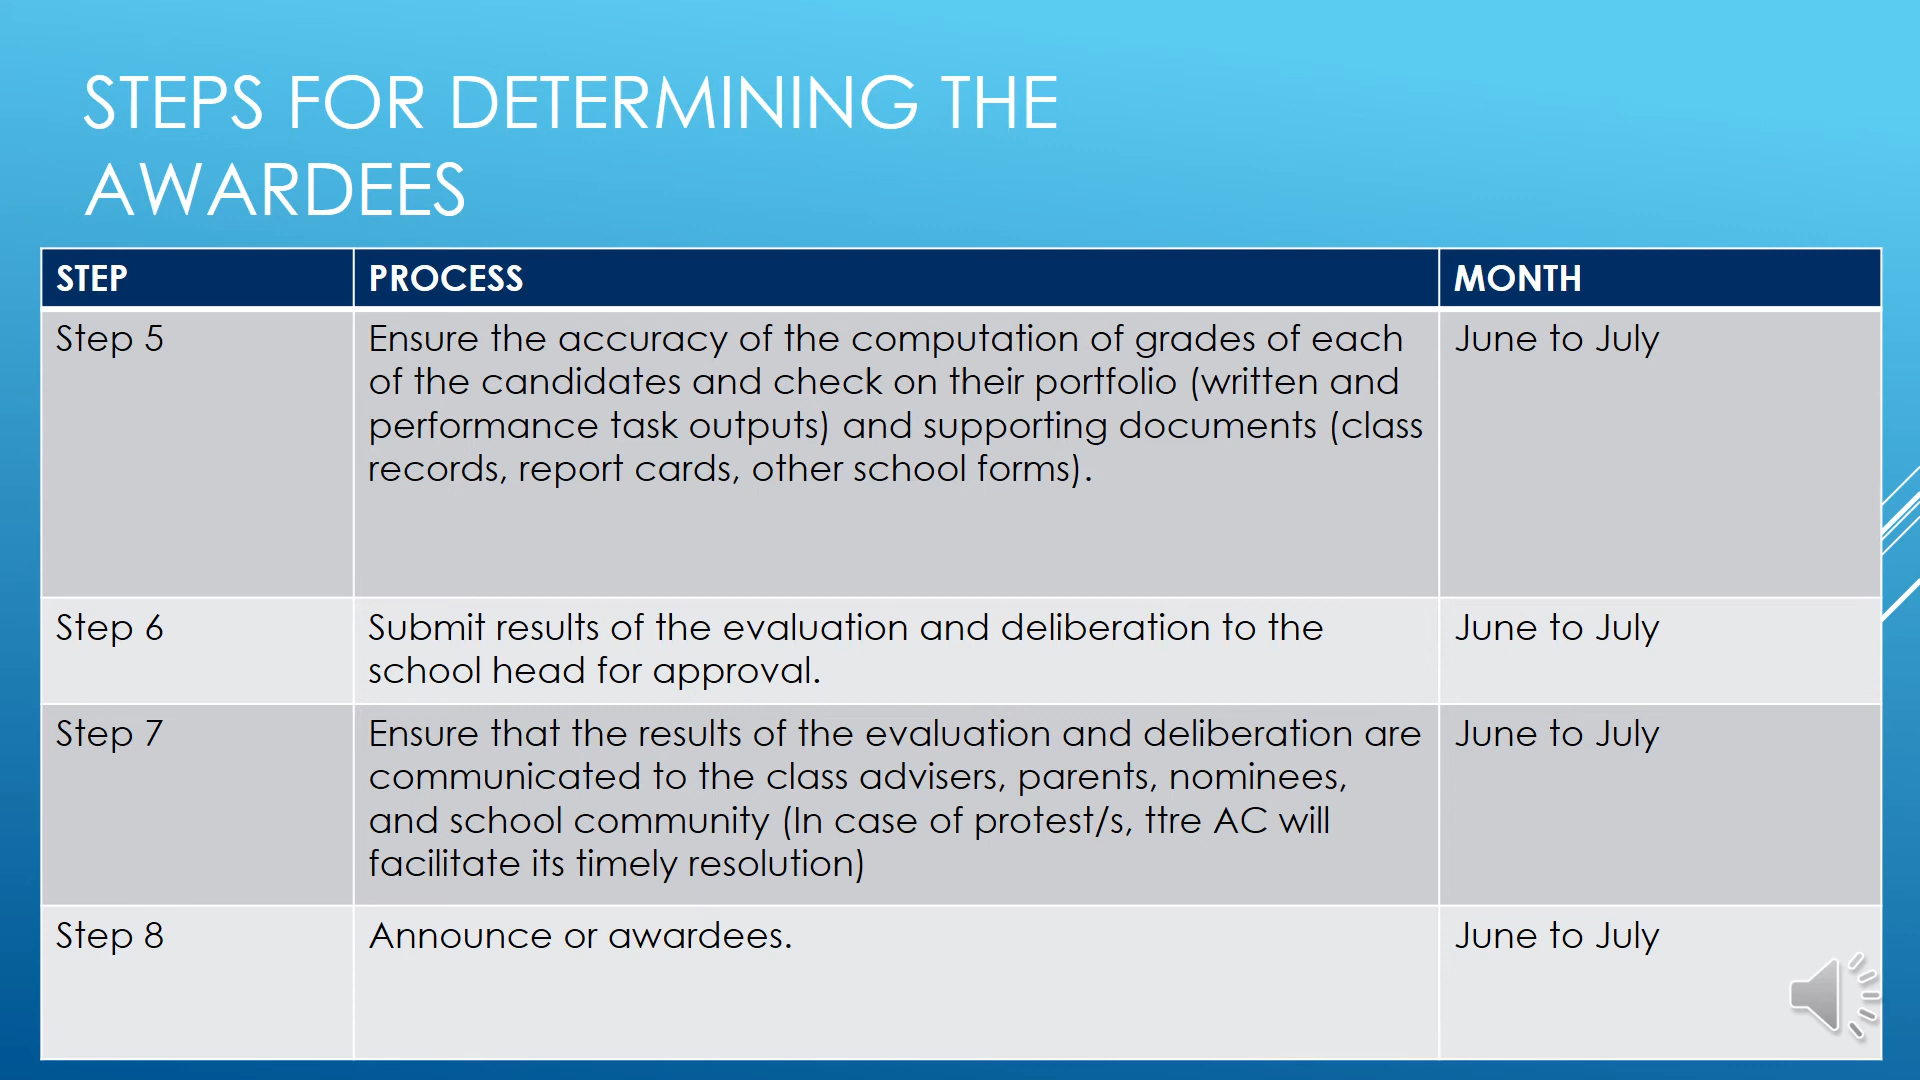 STEPS FOR DETERMINING THE
AWARDEES
STEP PROCESS MONTH
Step 5 Ensure the accuracy of the computation of grades of each June to July
of the candidates and check on their portfolio (written and
performance task outputs) and supporting documents (class
records, report cards, other school forms).
Step 6 Submit results of the evaluation and deliberation to the June to July
school head for approval.
Step 7 Ensure that the results of the evaluation and deliberation are June to July
communicated to the class advisers, parents, nominees,
and school community (In case of protest/s, ttre AC will
facilitate its timely resolution)
Step 8 Announce or awardees. June to July